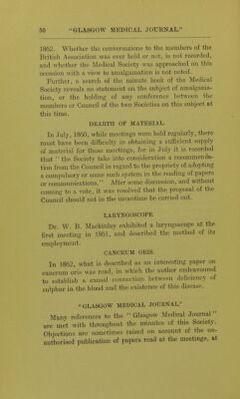 50 "GLASGOW MEDICAL JOURNAL"
1862. Whether the conversazione to the members of the
British Association was ever held or not, is not recorded,
and whether the Medical Society was approached on this
occasion with a view to amalgamation is not noted.
Further, a search of the minute book of the Medical
Society reveals no statement on the subject of amalgama-
tion, or the holding of any conference between the
members or Council of the two Societies on this subject at
this time.
DEARTH OF MATERIAL.
In July, 1860, while meetings were held regularly, there
must have been difficulty in obtaining a sufficient supply
of material for those meetings, for in July it is recorded
that "the Society take into consideration a recommenda-
tion from the Council in regard to the propriety of adopting
a compulsory or some such system in the reading of papers
or communications." After some discussion, and without
coming to a vote, it was resolved that the proposal of the
Council should not in the meantime be carried out.
LARYNGOSCOPE.
Dr. W. B. Mackinlay exhibited a laryngoscope at the
first meeting in 1861, and described the method of its
employment.
CANCRUM ORIS.
In 1862, what is described as an interesting paper on
cancrum oris was read, in which the author endeavoured
to establish a causal connection between deficiency of
sulphur in the blood and the existence of this disease.
"GLASGOW MEDICAL JOURNAL."
Many references to the "Glasgow Medical Journal"
are met with throughout the minutes of this Society.
Objections are sometimes raised on account of the un-
authorised publication of papers read at the meetings, at